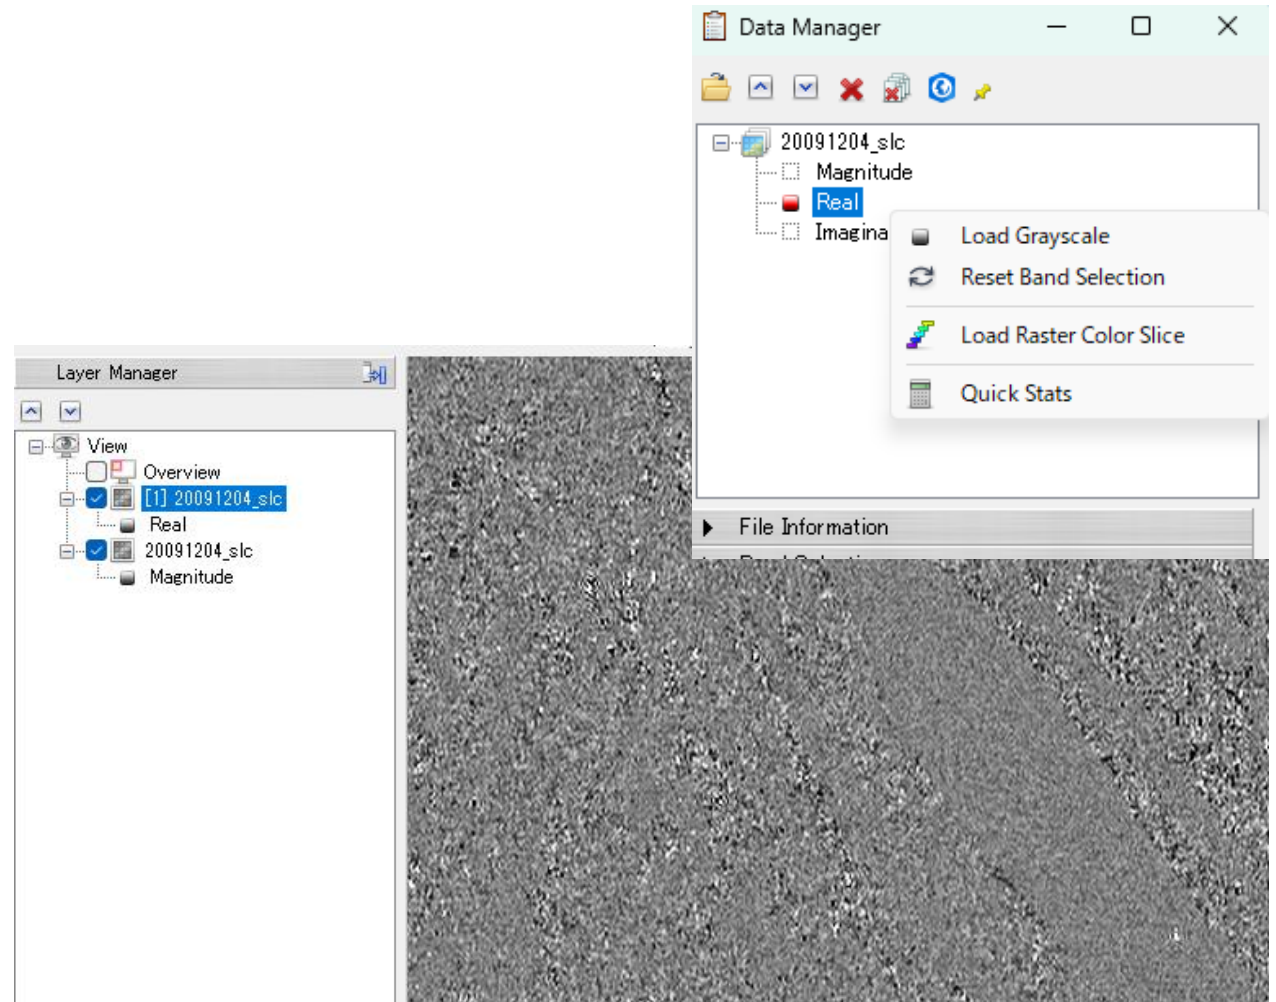 Data Manager
20091204_slc
Magnitude
Real
Imagina
Load Grayscale
Reset Band Selection
Load Raster Color Slice
Quick Stats
File Information
Layer Manager
View
Overview
[1] 20091204_slc
Real
20091204_slc
Magnitude